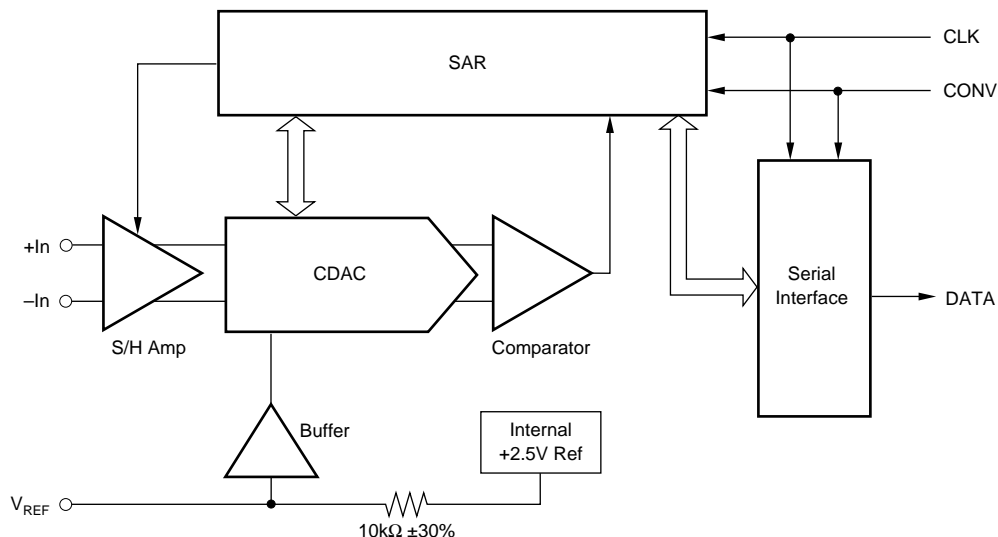 SAR
CLK
CONV
+In
–In
CDAC
S/H Amp
Comparator
Serial
Interface
DATA
Buffer
Internal
+2.5V Ref
VREF
10kΩ ±30%